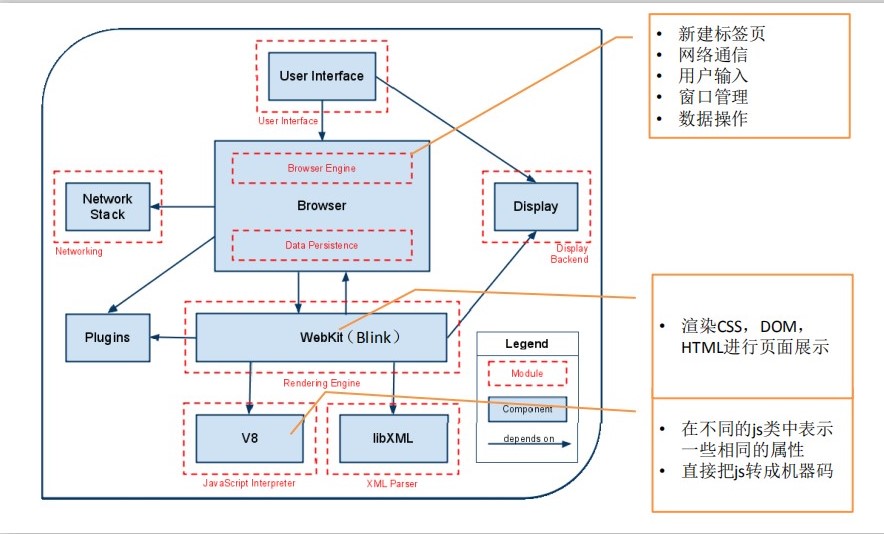 User Interface
User Interface
• 新建标签页
• 网络通信
• 用户输入
• 窗口管理
• 数据操作
Browser Engine
Browser
Data Persistence
Network
Stack
Networking
Display
Display
Backend
Plugins
WebKit（Blink）
Rendering Engine
• 渲染CSS，DOM，
HTML进行页面展示
Legend
Module
Component
depends on
V8
JavaScript Interpreter
libXML
XML Parser
• 在不同的js类中表示
一些相同的属性
• 直接把js转成机器码